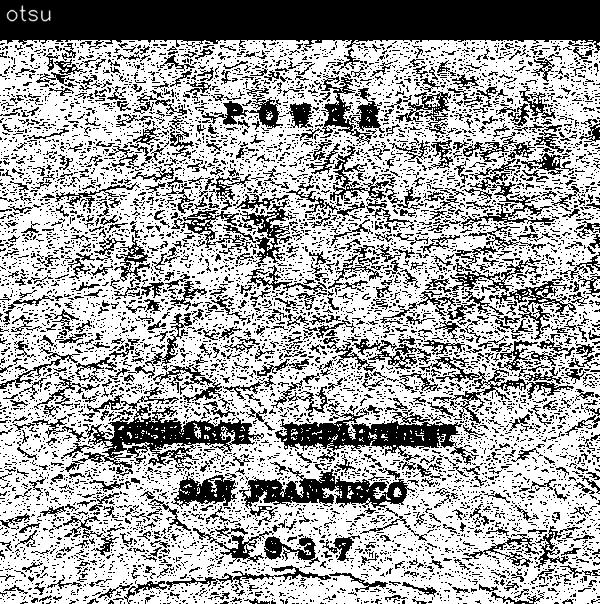 otsu
P O W E R
RESEARCH DEPARTMENT
SAN FRANCISCO
1 9 3 7